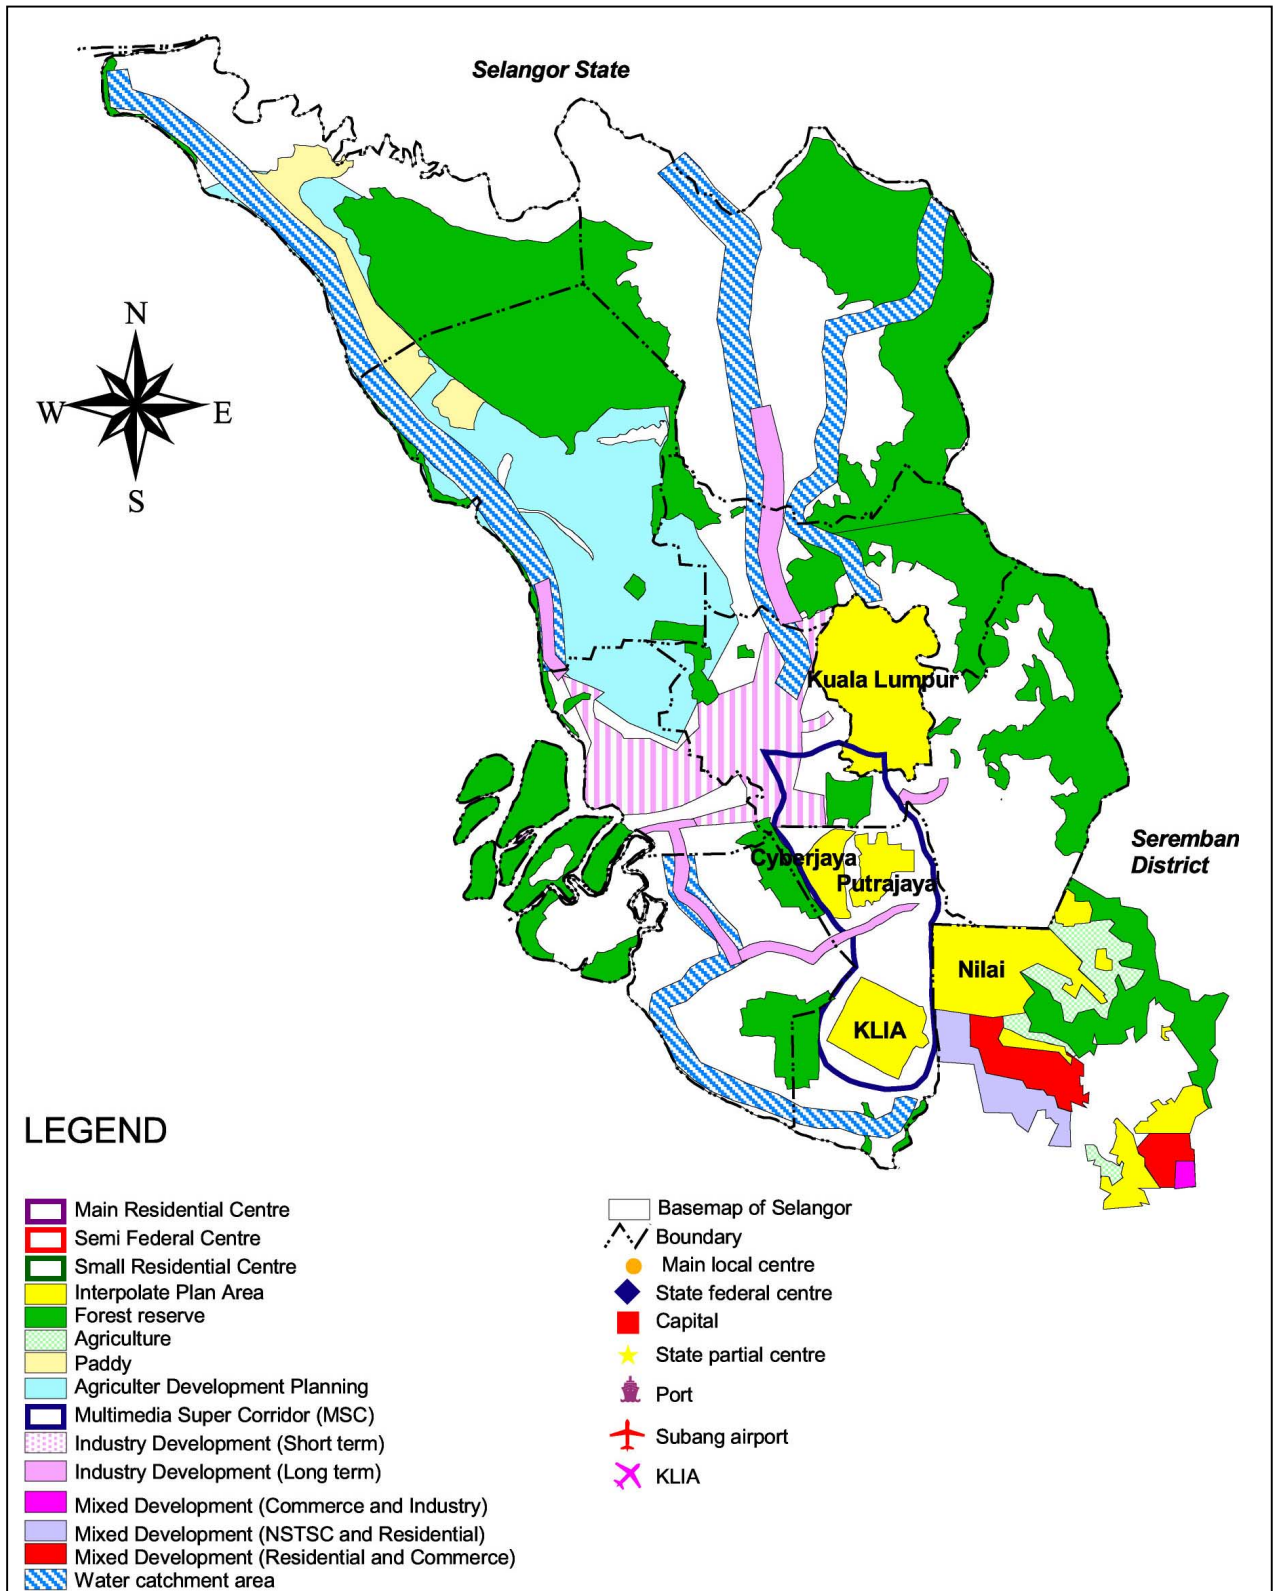 Selangor State
N
W
E
S
Kuala Lumpur
Cyberjaya
Putrajaya
Seremban
District
Nilai
KLIA
LEGEND
Main Residential Centre
Semi Federal Centre
Small Residential Centre
Interpolate Plan Area
Forest reserve
Agriculture
Paddy
Agriculter Development Planning
Multimedia Super Corridor (MSC)
Industry Development (Short term)
Industry Development (Long term)
Mixed Development (Commerce and Industry)
Mixed Development (NSTSC and Residential)
Mixed Development (Residential and Commerce)
Water catchment area
Basemap of Selangor
Boundary
Main local centre
State federal centre
Capital
State partial centre
Port
Subang airport
KLIA